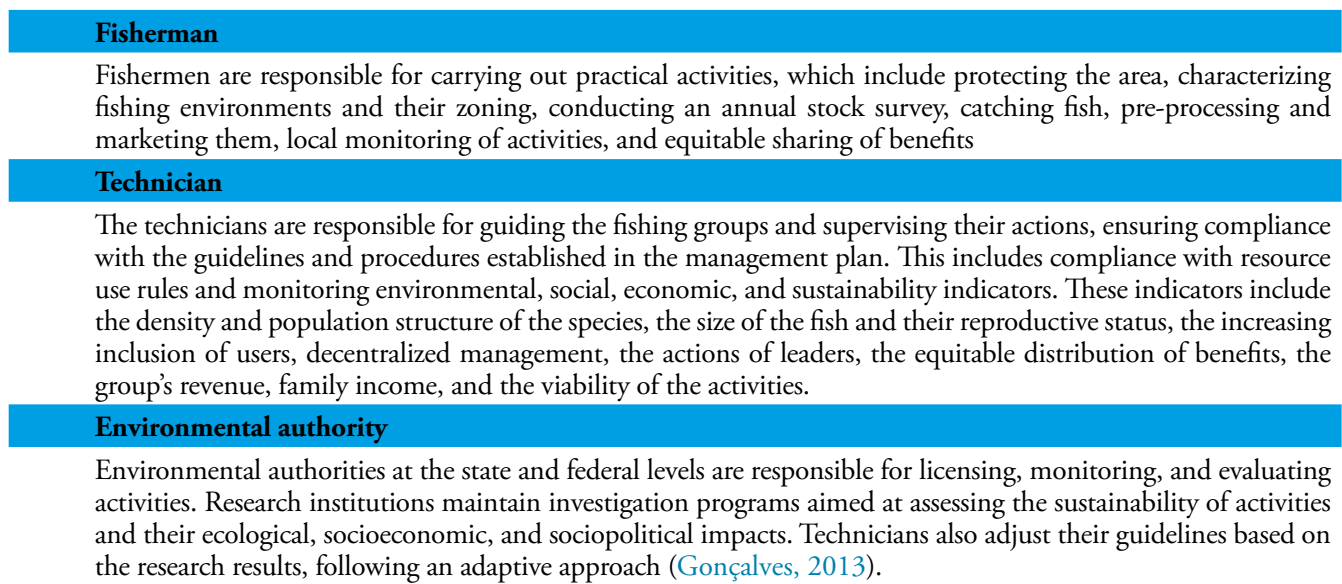 Fisherman
Fishermen are responsible for carrying out practical activities, which include protecting the area, characterizing
fishing environments and their zoning, conducting an annual stock survey, catching fish, pre-processing and
marketing them, local monitoring of activities, and equitable sharing of benefits
Technician
The technicians are responsible for guiding the fishing groups and supervising their actions, ensuring compliance
with the guidelines and procedures established in the management plan. This includes compliance with resource
use rules and monitoring environmental, social, economic, and sustainability indicators. These indicators include
the density and population structure of the species, the size of the fish and their reproductive status, the increasing
inclusion of users, decentralized management, the actions of leaders, the equitable distribution of benefits, the
group's revenue, family income, and the viability of the activities.
Environmental authority
Environmental authorities at the state and federal levels are responsible for licensing, monitoring, and evaluating
activities. Research institutions maintain investigation programs aimed at assessing the sustainability of activities
and their ecological, socioeconomic, and sociopolitical impacts. Technicians also adjust their guidelines based on
the research results, following an adaptive approach (Gonçalves, 2013).